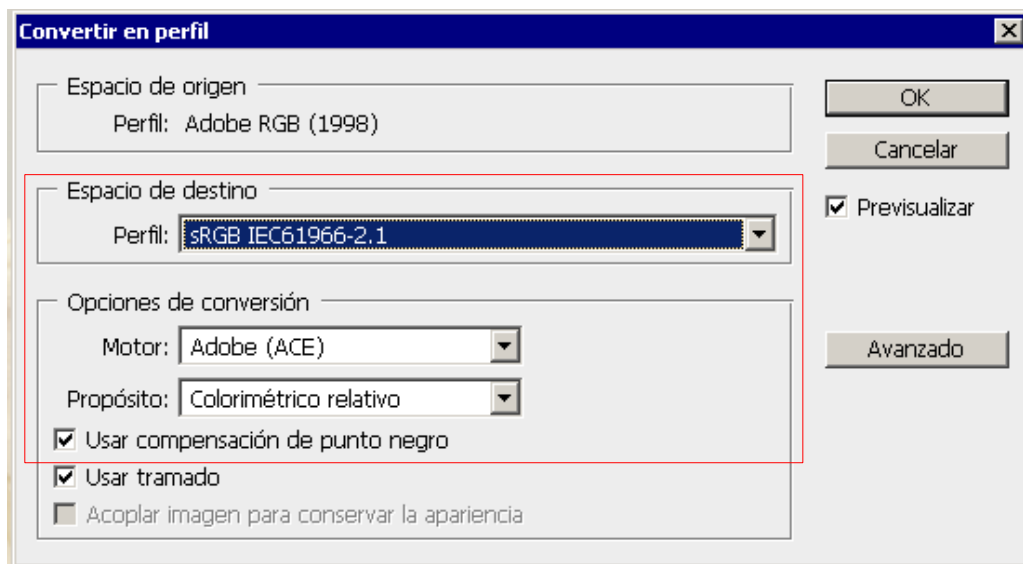 Convertir en perfil
Espacio de origen
Perfil: Adobe RGB (1998)
OK
Cancelar
Espacio de destino
Perfil: sRGB IEC61966-2.1
Previsualizar
Opciones de conversión
Motor: Adobe (ACE)
Avanzado
Propósito: Colorimétrico relativo
Usar compensación de punto negro
Usar tramado
Acoplar imagen para conservar la apariencia